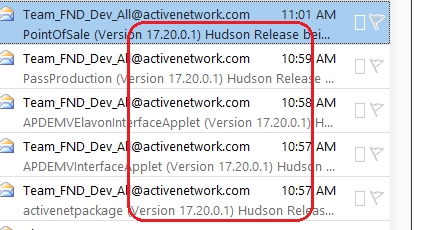 Team_FND_Dev_All@activenetwork.com 11:01 AM
PointOfSale (Version 17.20.0.1) Hudson Release bei...
Team_FND_Dev_All@activenetwork.com 10:59 AM
PassProduction (Version 17.20.0.1) Hudson Release ...
Team_FND_Dev_All@activenetwork.com 10:58 AM
APDEMVElavonInterfaceApplet (Version 17.20.0.1) H...
Team_FND_Dev_All@activenetwork.com 10:57 AM
APDEMVInterfaceApplet (Version 17.20.0.1) Hudson ...
Team_FND_Dev_All@activenetwork.com 10:57 AM
activenetpackage (Version 17.20.0.1) Hudson Releas...